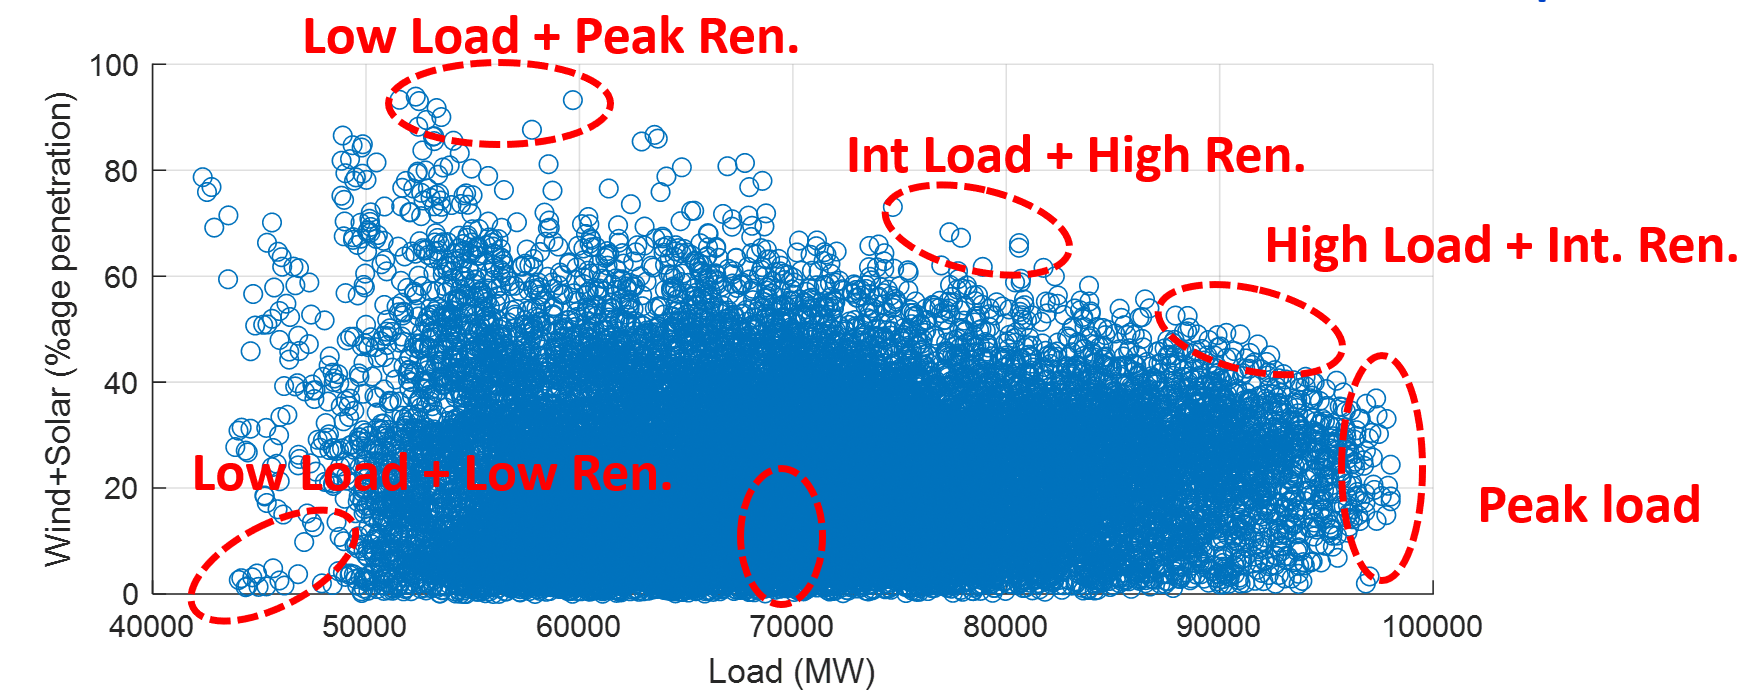 Low Load + Peak Ren.
Int Load + High Ren.
High Load + Int. Ren.
Low Load + Low Ren.
Peak load
Wind+Solar (%age penetration)
100
80
60
40
20
0
40000 50000 60000 70000 80000 90000 100000
Load (MW)